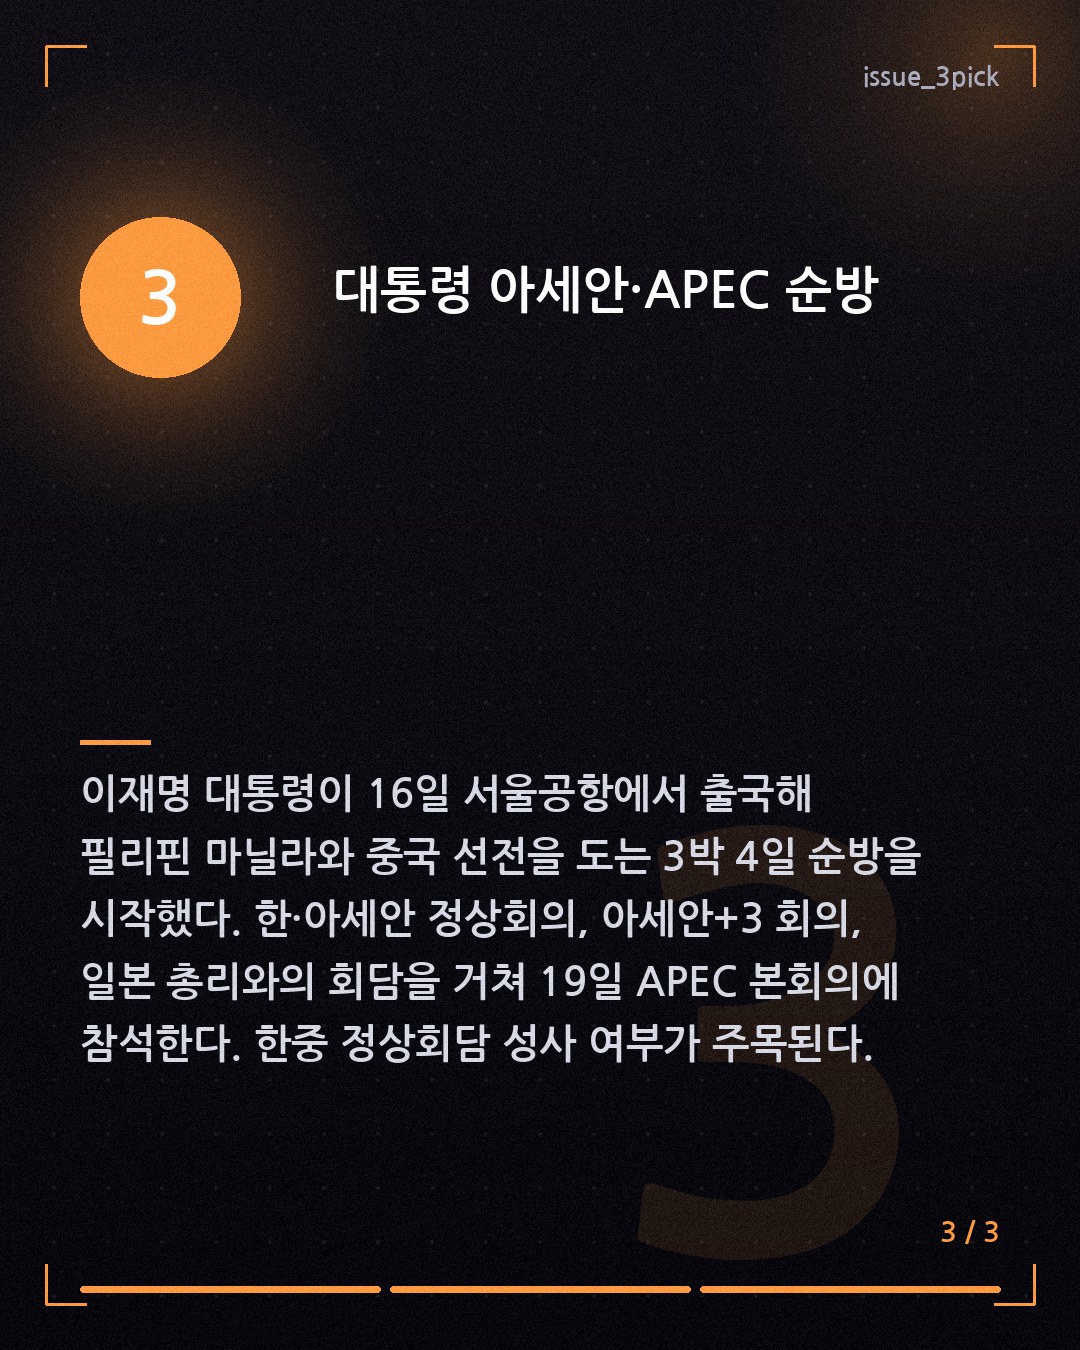 issue_3pick
3
대통령 아세안·APEC 순방
이재명 대통령이 16일 서울공항에서 출국해
필리핀 마닐라와 중국 선전을 도는 3박 4일 순방을
시작했다. 한·아세안 정상회의, 아세안+3 회의,
일본 총리와의 회담을 거쳐 19일 APEC 본회의에
참석한다. 한중 정상회담 성사 여부가 주목된다.
3
3 / 3